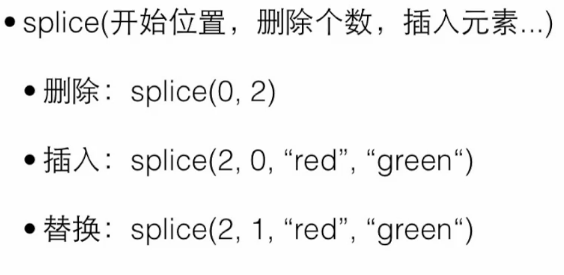 • splice(开始位置，删除个数，插入元素...)
• 删除：splice(0, 2)
• 插入：splice(2, 0, “red”, “green“)
• 替换：splice(2, 1, “red”, “green“)